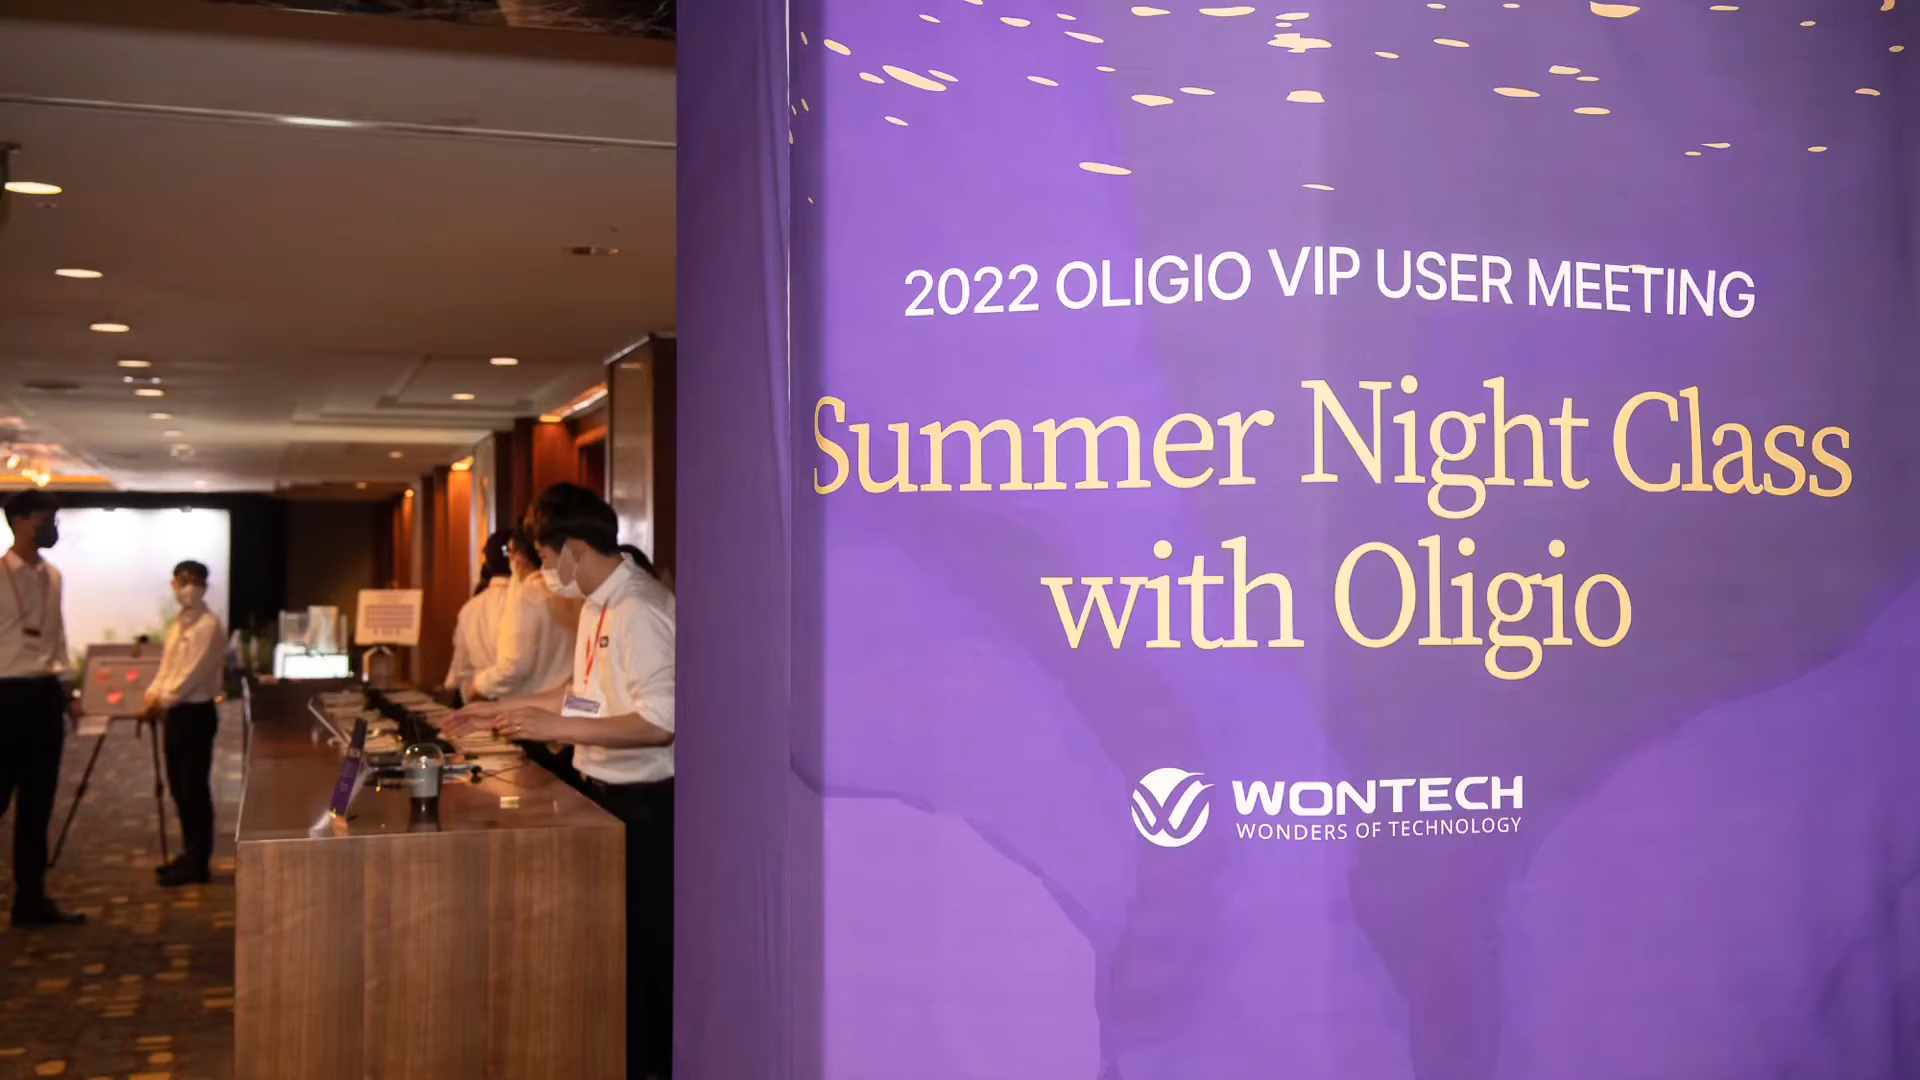 2022 OLIGIO VIP USER MEETING
Summer Night Class
with Oligio
WONTECH
WONDERS OF TECHNOLOGY